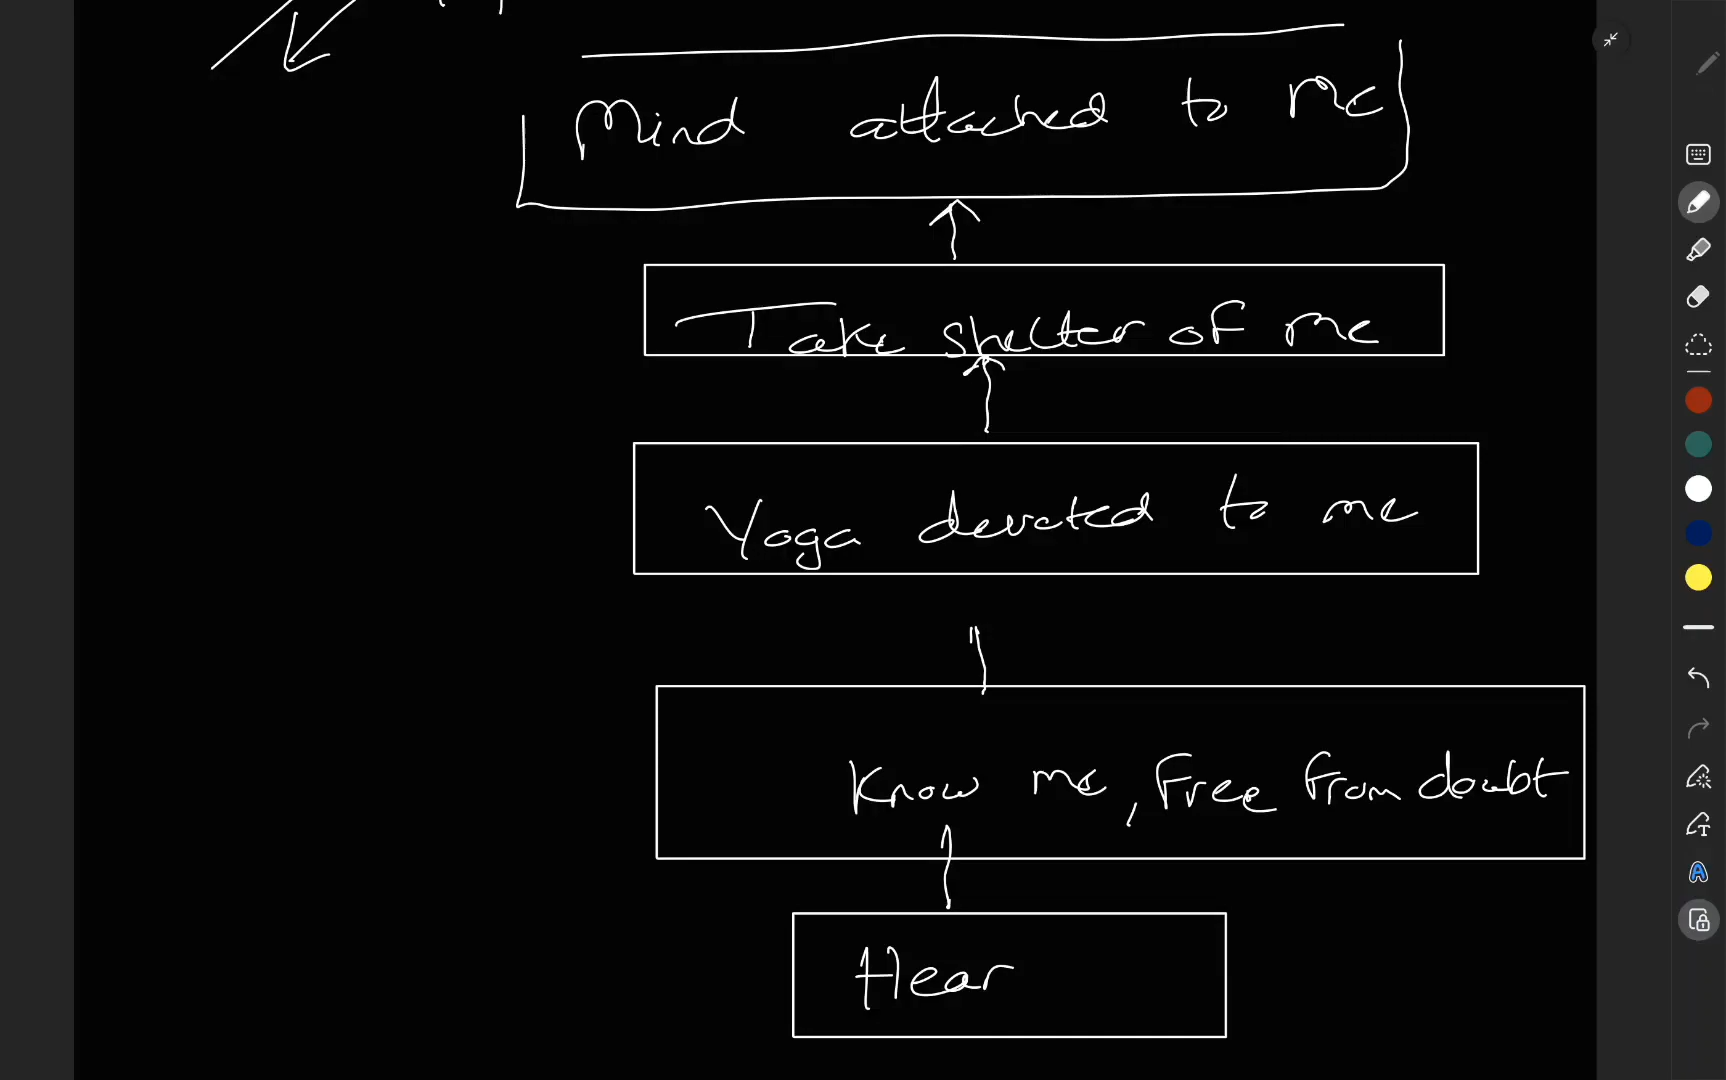 Mind attached to Me
Take shelter of me
Yoga devoted to me
Know me, Free from doubt
Hear